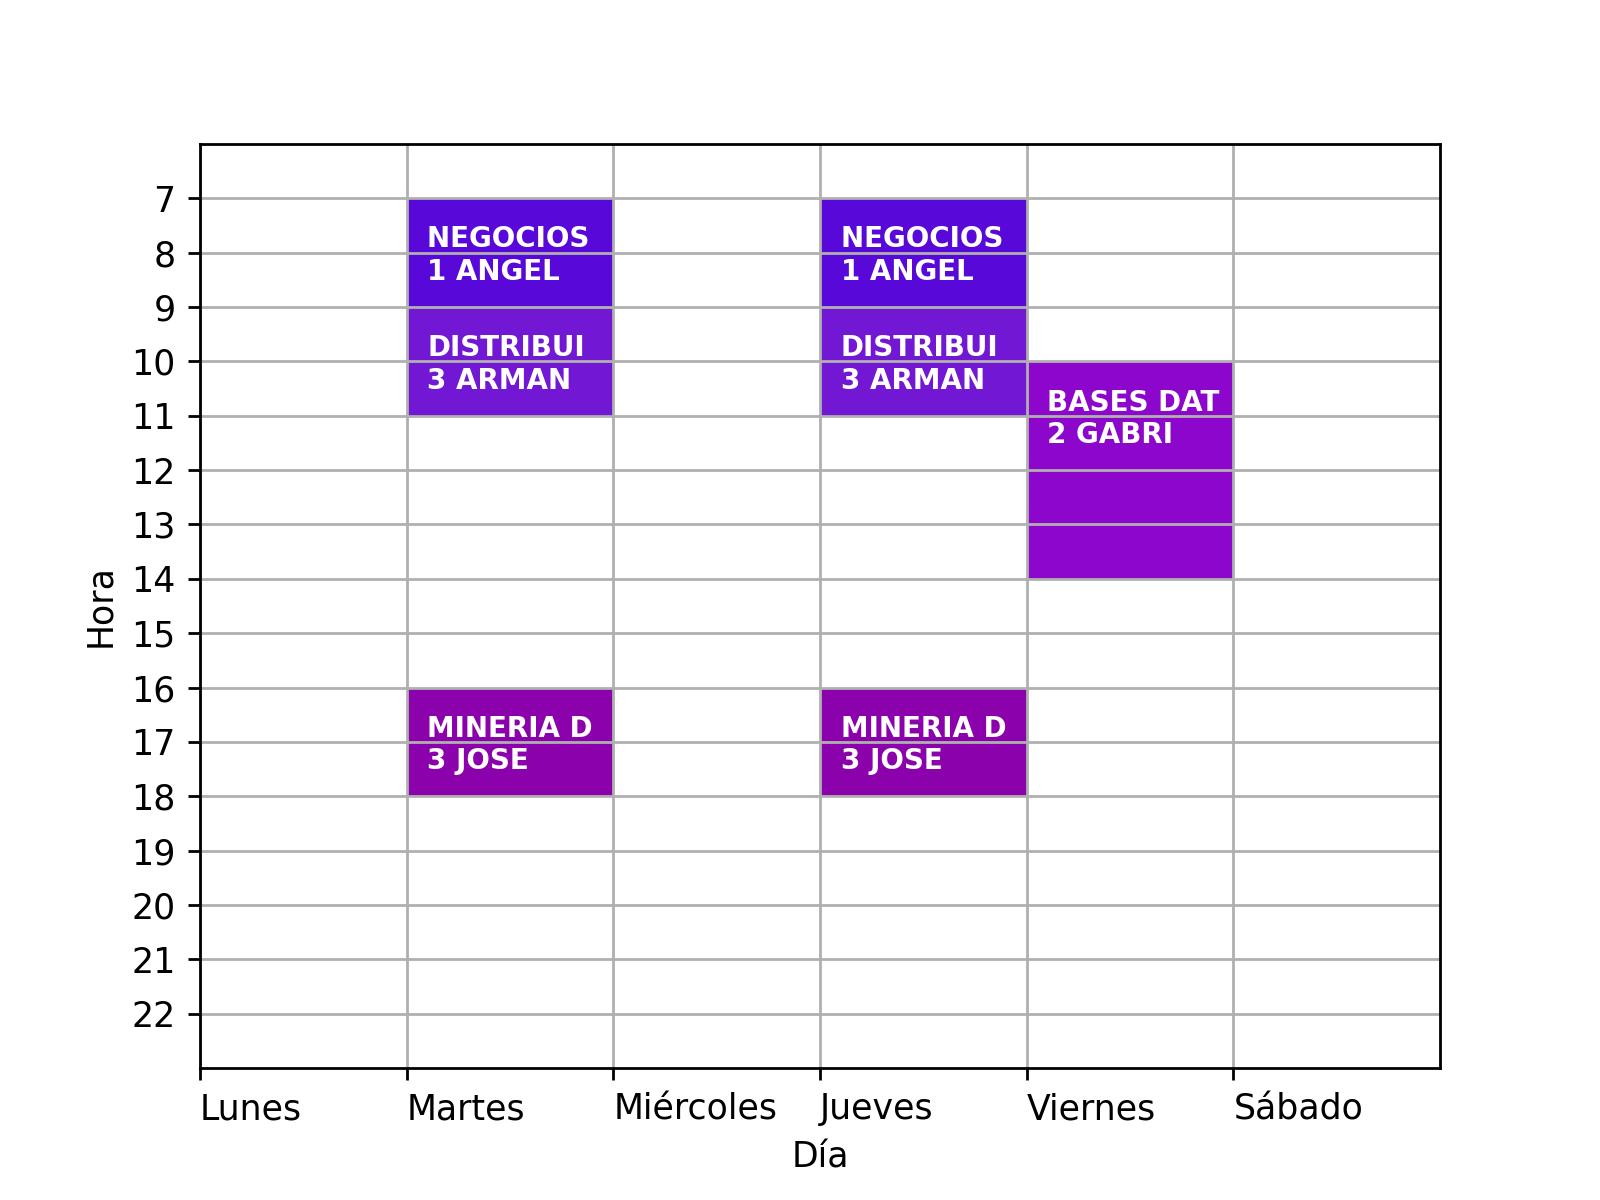 7
8
9
10
11
12
13
14
15
16
17
18
19
20
21
22
Hora
NEGOCIOS
1 ANGEL
DISTRIBUI
3 ARMAN
MINERIA D
3 JOSE
NEGOCIOS
1 ANGEL
DISTRIBUI
3 ARMAN
MINERIA D
3 JOSE
BASES DAT
2 GABRI
Lunes Martes Miércoles Jueves Viernes Sábado
Día